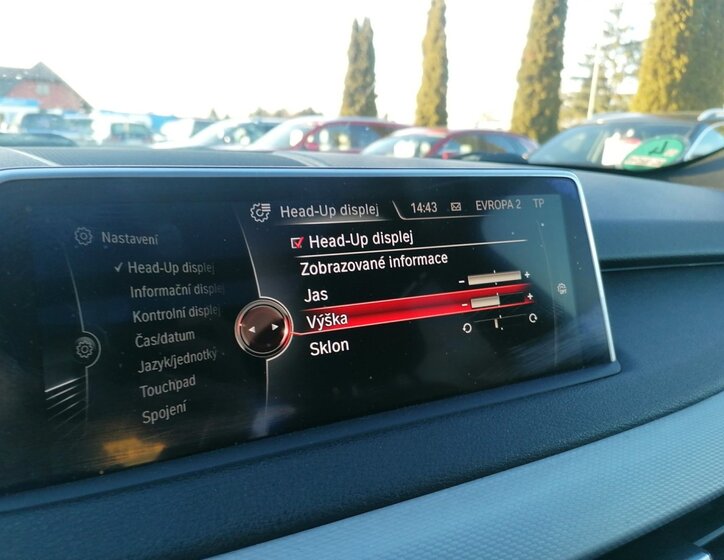 Head-Up displej 14:43 EVROPA 2 TP
Nastavení
Head-Up displej
Informační displej
Kontrolní displej
Čas/datum
Jazyk/jednotky
Touchpad
Spojení
Head-Up displej
Zobrazované informace
Jas - +
Výška - +
Sklon